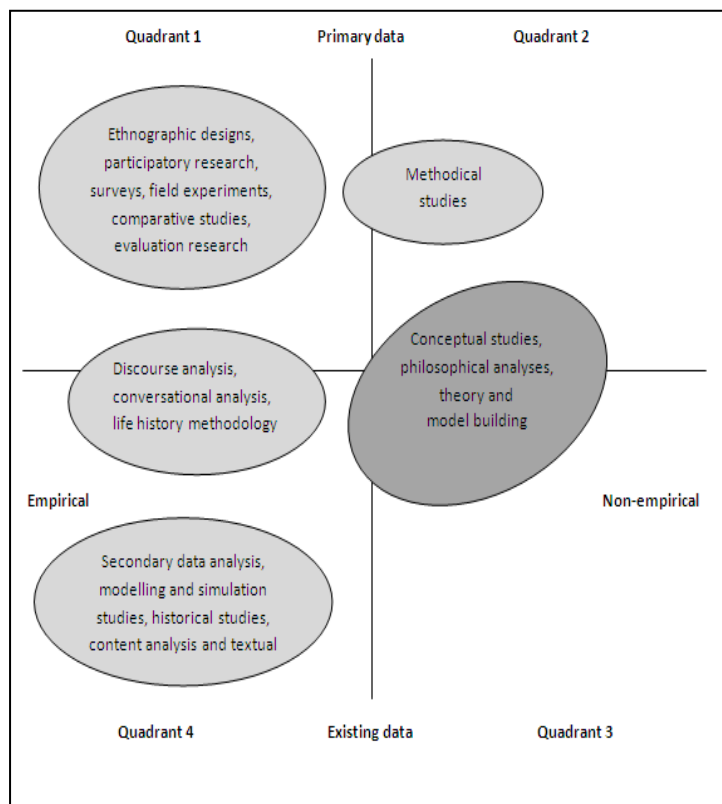 Quadrant 1
Primary data
Quadrant 2
Ethnographic designs,
participatory research,
surveys, field experiments,
comparative studies,
evaluation research
Methodical
studies
Discourse analysis,
conversational analysis,
life history methodology
Conceptual studies,
philosophical analyses,
theory and
model building
Empirical
Non-empirical
Secondary data analysis,
modelling and simulation
studies, historical studies,
content analysis and textual
Quadrant 4
Existing data
Quadrant 3